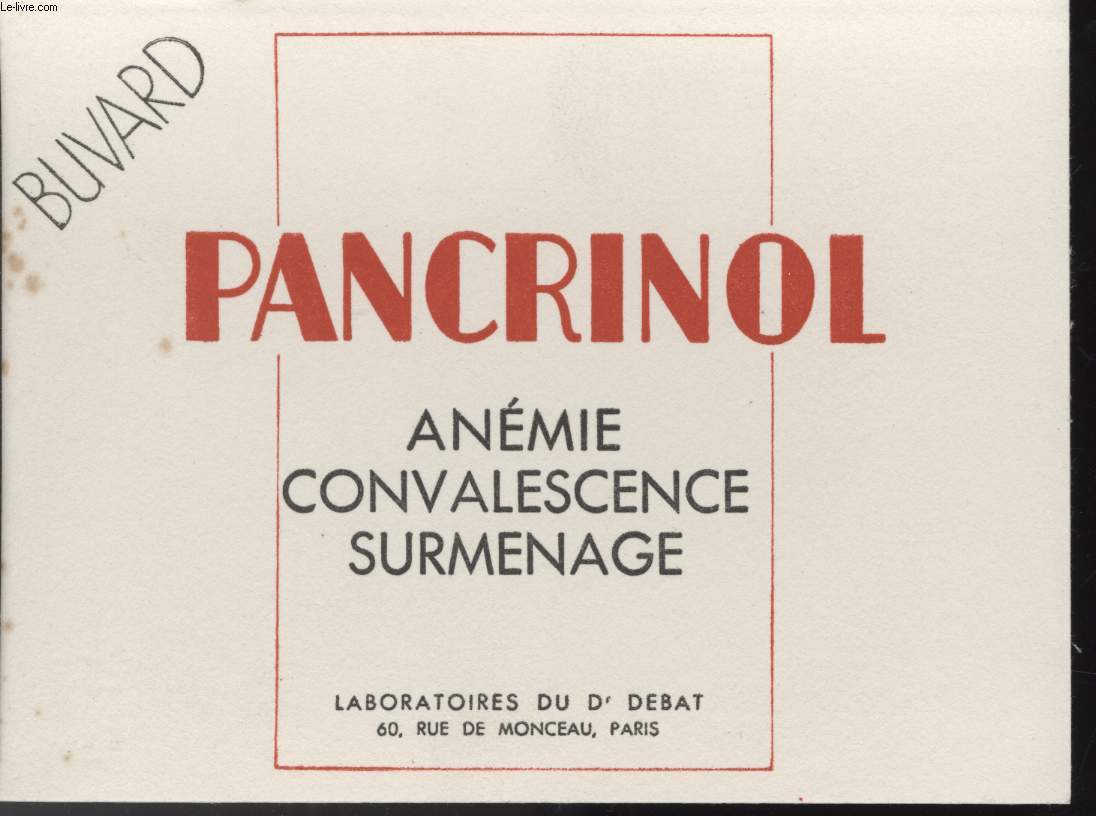 Le-livre.com
BUVARD
PANCRINOL
ANÉMIE
CONVALESCENCE
SURMENAGE
LABORATOIRES DU Dr DEBAT
60, RUE DE MONCEAU, PARIS